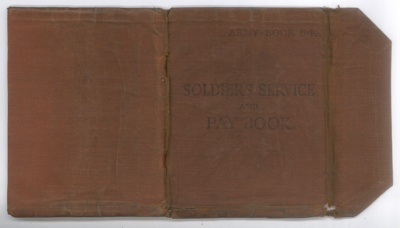 ARMY BOOK 64
SOLDIER'S SERVICE
AND
PAY BOOK